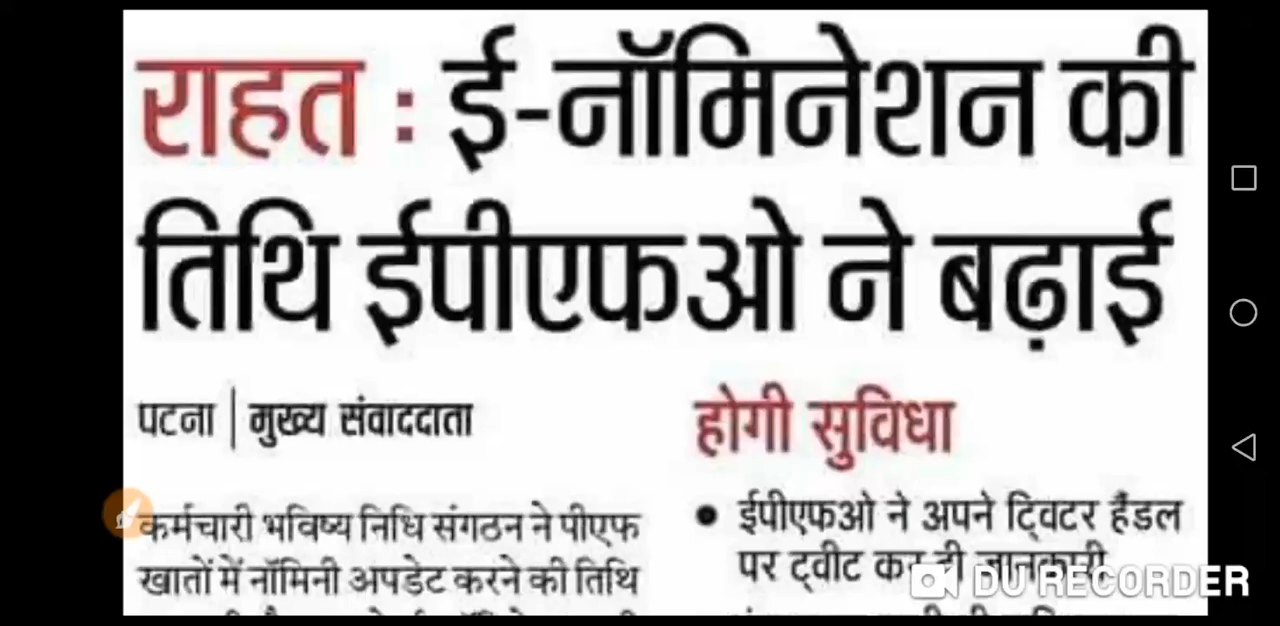 राहत : ई-नॉमिनेशन की
तिथि ईपीएफओ ने बढ़ाई
पटना | मुख्य संवाददाता
कर्मचारी भविष्य निधि संगठन ने पीएफ
खातों में नॉमिनी अपडेट करने की तिथि
होगी सुविधा
• ईपीएफओ ने अपने ट्विटर हैंडल
पर ट्वीट कर दी जानकारी
DU RECORDER